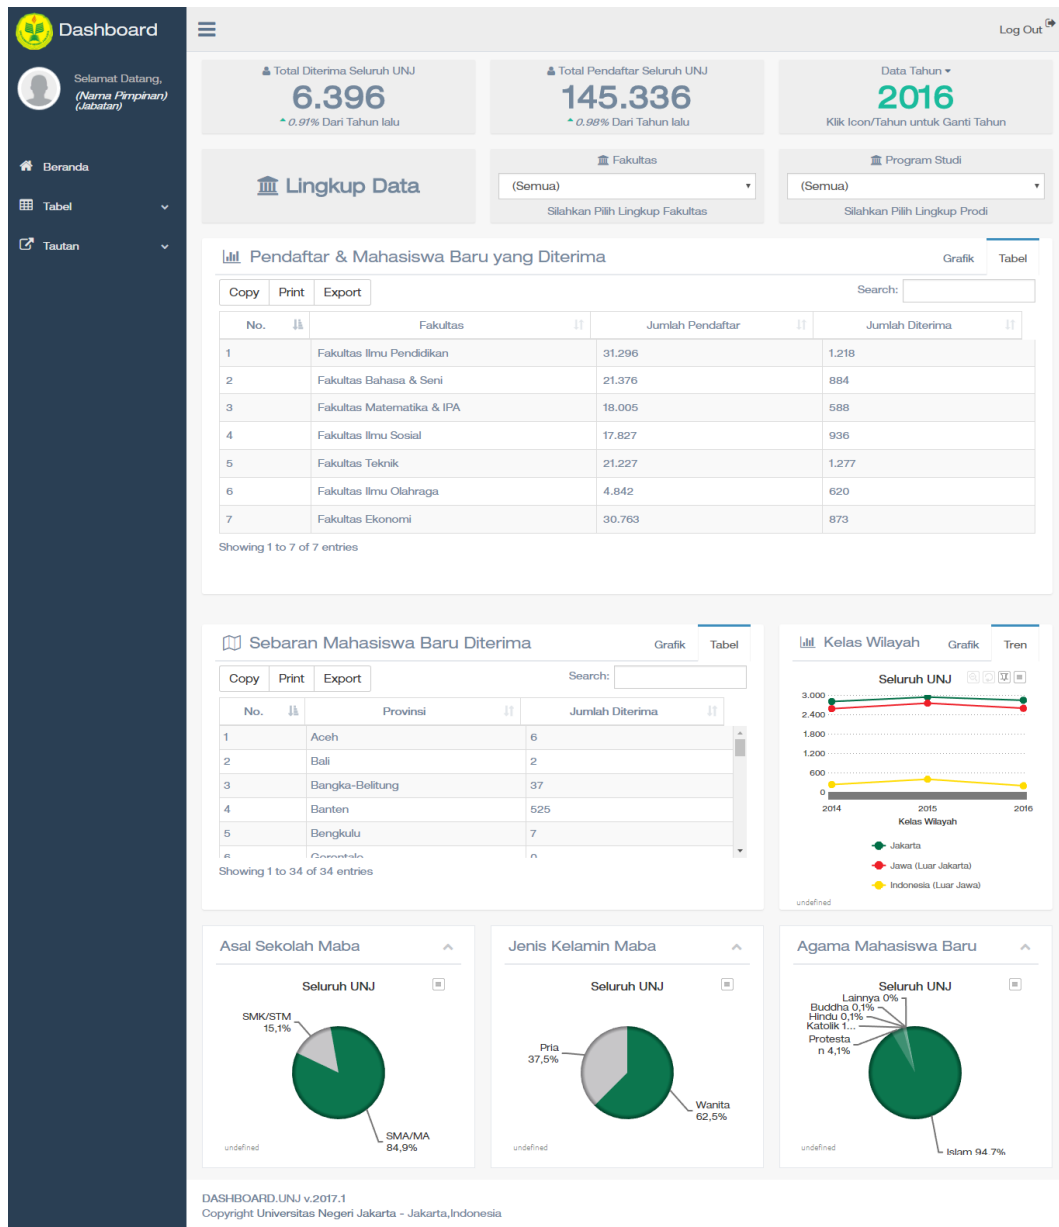 Dashboard
Log Out
Selamat Datang,
(Nama Pimpinan)
(Jabatan)
Beranda
Tabel
Tautan
Total Diterima Seluruh UNJ
6.396
0.91% Dari Tahun lalu
Total Pendaftar Seluruh UNJ
145.336
0.98% Dari Tahun lalu
Data Tahun
2016
Klik Icon/Tahun untuk Ganti Tahun
Lingkup Data
Fakultas
(Semua)
Silahkan Pilih Lingkup Fakultas
Program Studi
(Semua)
Silahkan Pilih Lingkup Prodi
Pendaftar & Mahasiswa Baru yang Diterima Grafik Tabel
Copy Print Export Search:
No. Fakultas Jumlah Pendaftar Jumlah Diterima
1 Fakultas Ilmu Pendidikan 31.296 1.218
2 Fakultas Bahasa & Seni 21.376 884
3 Fakultas Matematika & IPA 18.005 588
4 Fakultas Ilmu Sosial 17.827 936
5 Fakultas Teknik 21.227 1.277
6 Fakultas Ilmu Olahraga 4.842 620
7 Fakultas Ekonomi 30.763 873
Showing 1 to 7 of 7 entries
Sebaran Mahasiswa Baru Diterima Grafik Tabel
Copy Print Export Search:
No. Provinsi Jumlah Diterima
1 Aceh 6
2 Bali 2
3 Bangka-Belitung 37
4 Banten 525
5 Bengkulu 7
6 Gorontalo 0
Showing 1 to 34 of 34 entries
Kelas Wilayah Grafik Tren
Seluruh UNJ
3.000
2.400
1.800
1.200
600
0
2014 2015 2016
Kelas Wilayah
Jakarta
Jawa (Luar Jakarta)
Indonesia (Luar Jawa)
undefined
Asal Sekolah Maba
Seluruh UNJ
SMK/STM
15,1%
SMA/MA
84,9%
undefined
Jenis Kelamin Maba
Seluruh UNJ
Pria
37,5%
Wanita
62,5%
undefined
Agama Mahasiswa Baru
Seluruh UNJ
Lainnya 0%
Buddha 0,1%
Hindu 0,1%
Katolik 1...
Protesta
n 4,1%
Islam 94,7%
undefined
DASHBOARD.UNJ v.2017.1
Copyright Universitas Negeri Jakarta - Jakarta,Indonesia